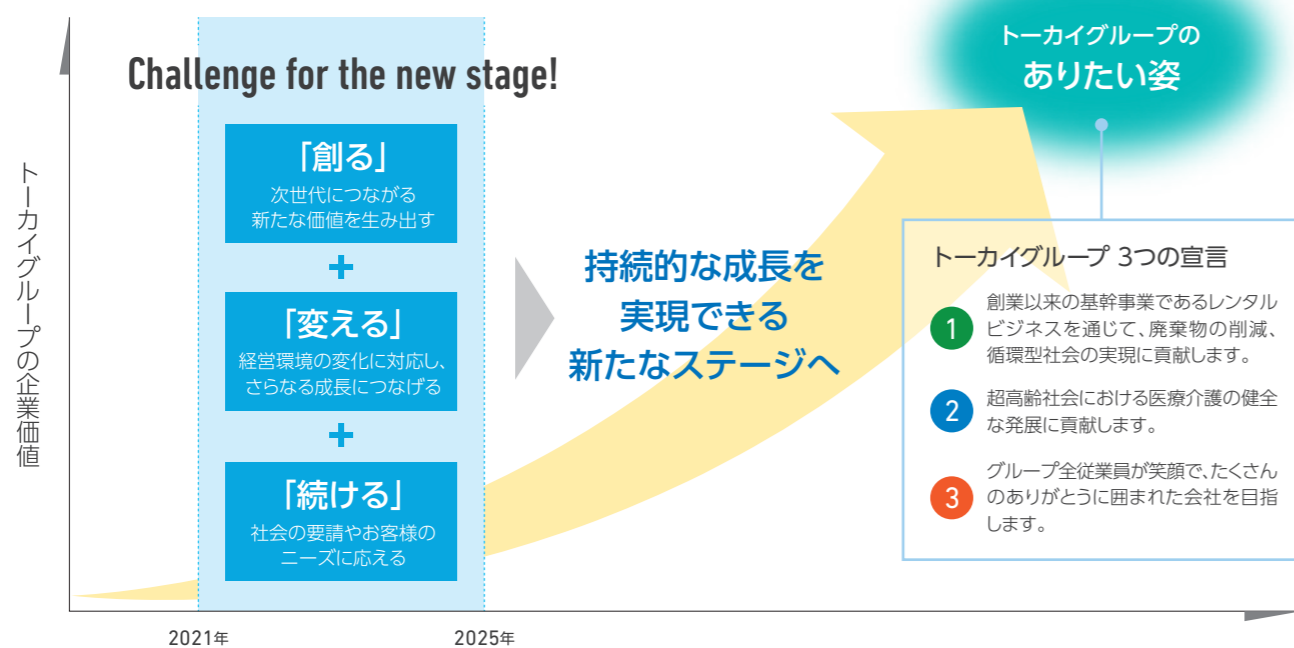 トーカイグループの企業価値
Challenge for the new stage!
「創る」
次世代につながる
新たな価値を生み出す
+
「変える」
経営環境の変化に対応し、
さらなる成長につなげる
+
「続ける」
社会の要請やお客様の
ニーズに応える
2021年
2025年
持続的な成長を
実現できる
新たなステージへ
トーカイグループの
ありたい姿
トーカイグループ 3つの宣言
1
創業以来の基幹事業であるレンタル
ビジネスを通じて、廃棄物の削減、
循環型社会の実現に貢献します。
2
超高齢社会における医療介護の健全
な発展に貢献します。
3
グループ全従業員が笑顔で、たくさん
のありがとうに囲まれた会社を目指
します。